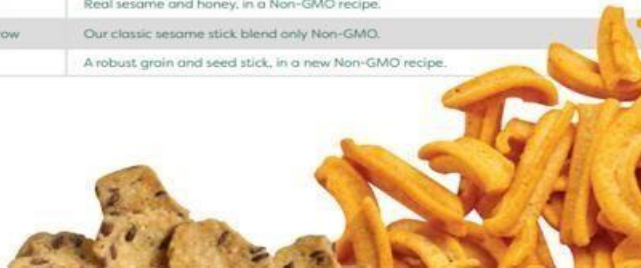 Real sesame and honey, in a Non-GMO recipe.
ow Our classic sesame stick blend only Non-GMO.
A robust grain and seed stick, in a new Non-GMO recipe.